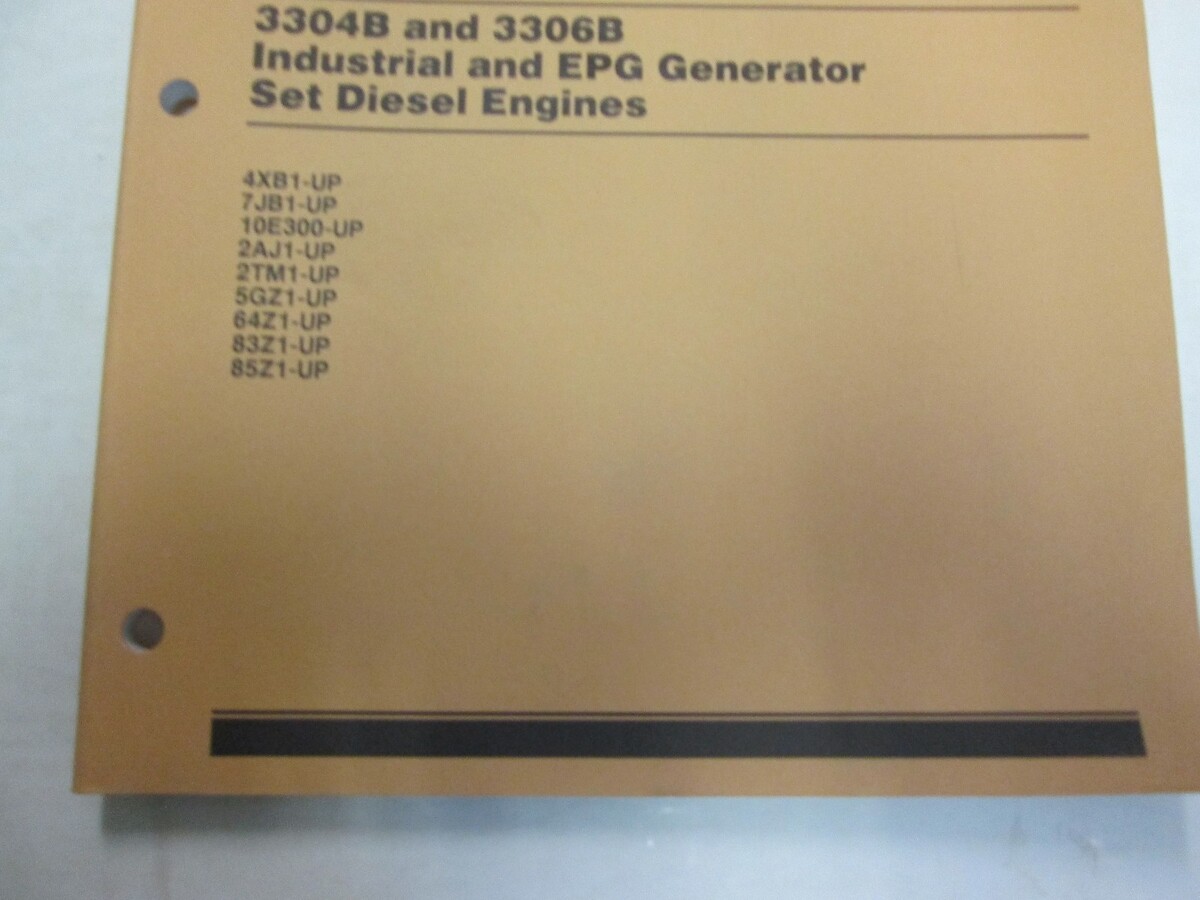 3304B and 3306B
Industrial and EPG Generator
Set Diesel Engines
4XB1-UP
7JB1-UP
10E300-UP
2AJ1-UP
2TM1-UP
5GZ1-UP
64Z1-UP
83Z1-UP
85Z1-UP